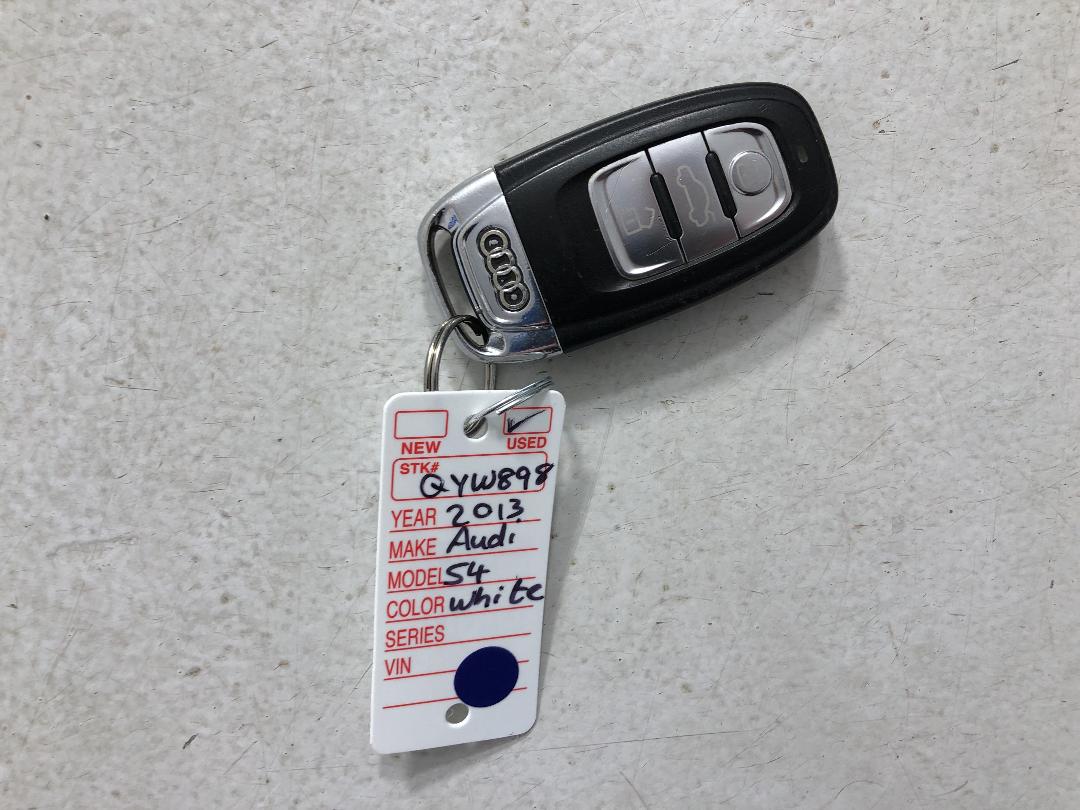 NEW USED
STK# QYW898
YEAR 2013
MAKE Audi
MODEL S4
COLOR white
SERIES
VIN